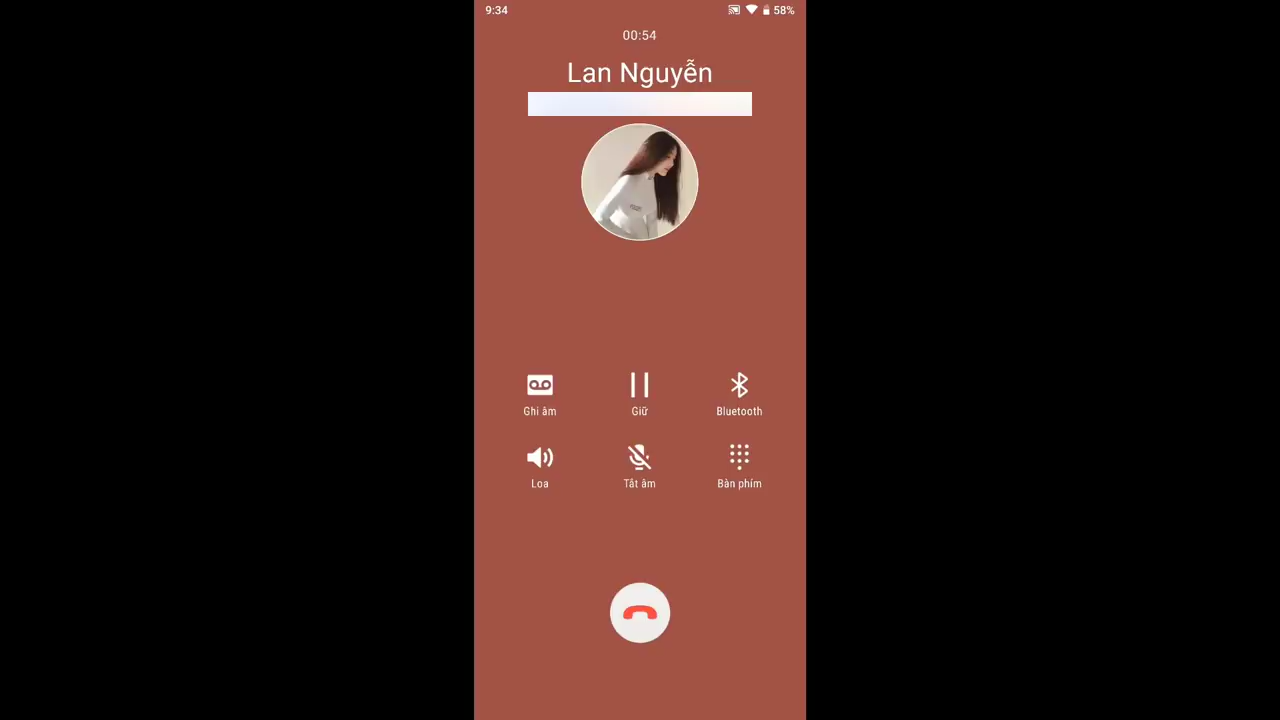 9:34
58%
00:54
Lan Nguyễn
Ghi âm
Giữ
Bluetooth
Loa
Tắt âm
Bàn phím